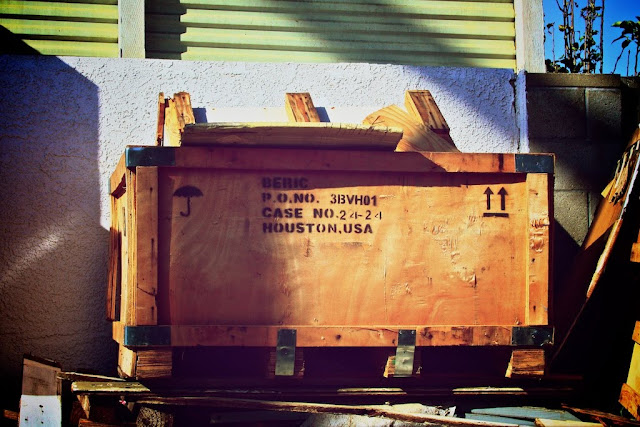 BERIC
P.O.NO. 3BVH01
CASE NO.24-24
HOUSTON,USA